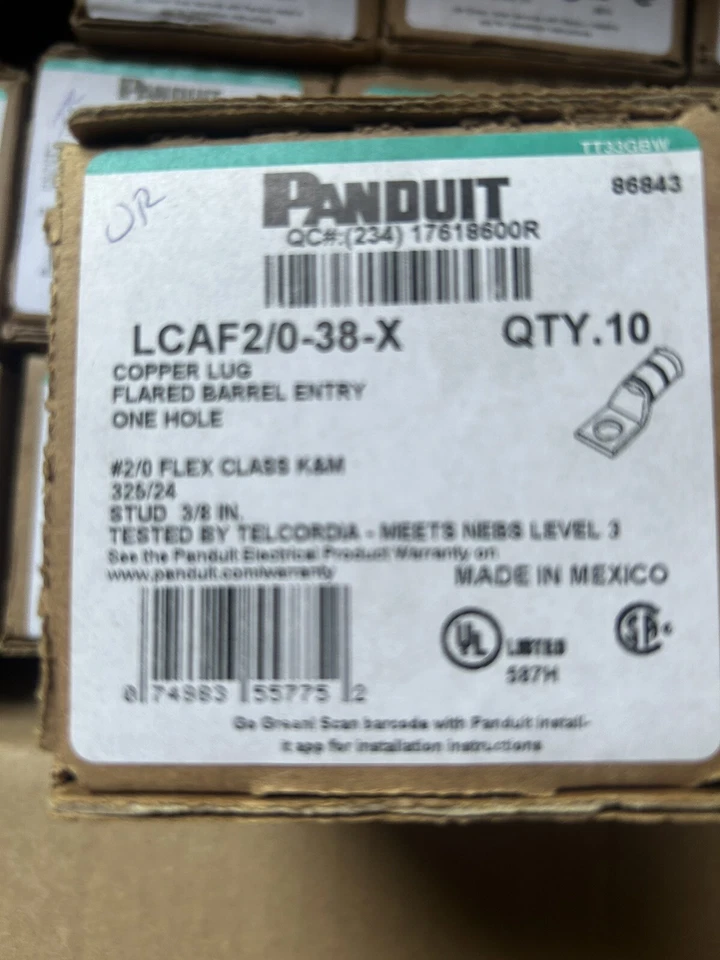 PANDUIT
TT33GBW
PANDUIT
86843
QC#:(234) 17618600R
LCAF2/0-38-X QTY.10
COPPER LUG
FLARED BARREL ENTRY
ONE HOLE
#2/0 FLEX CLASS K&M
325/24
STUD 3/8 IN.
TESTED BY TELCORDIA - MEETS NEBS LEVEL 3
See the Panduit Electrical Product Warranty on
www.panduit.com/warranty
MADE IN MEXICO
UL LISTED
587H
0 74983 55775 2
Go Green! Scan barcode with Panduit install-
it app for installation instructions